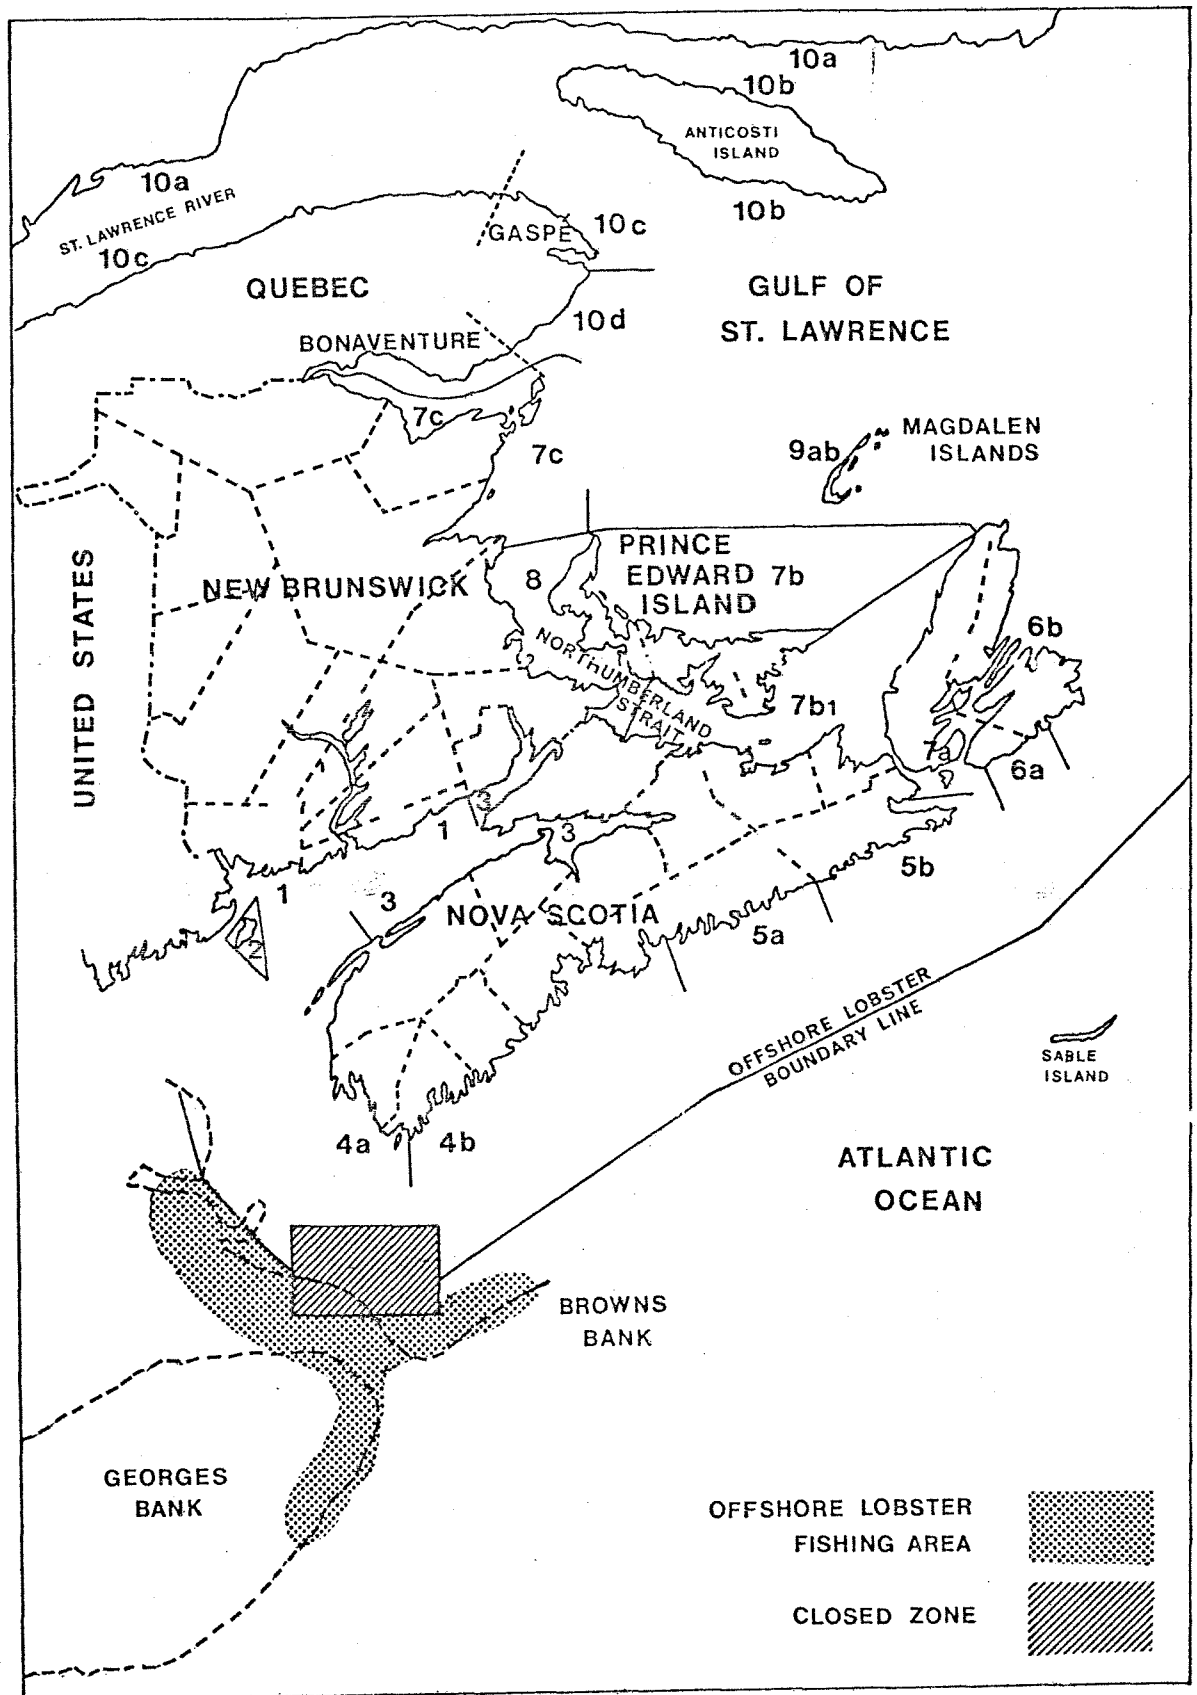 10a
10b
ANTICOSTI
ISLAND
10a
ST. LAWRENCE RIVER
10b
10c
10c
GASPÉ
QUEBEC
GULF OF
ST. LAWRENCE
10d
BONAVENTURE
7c
7c
MAGDALEN
ISLANDS
9ab
UNITED STATES
NEW BRUNSWICK
8
PRINCE
EDWARD 7b
ISLAND
NORTHUMBERLAND
STRAIT
6b
7b1
7a
6a
3
1
3
1
3
5b
NOVA SCOTIA
2
5a
OFFSHORE LOBSTER
BOUNDARY LINE
SABLE
ISLAND
4a
4b
ATLANTIC
OCEAN
BROWNS
BANK
GEORGES
BANK
OFFSHORE LOBSTER
FISHING AREA
CLOSED ZONE